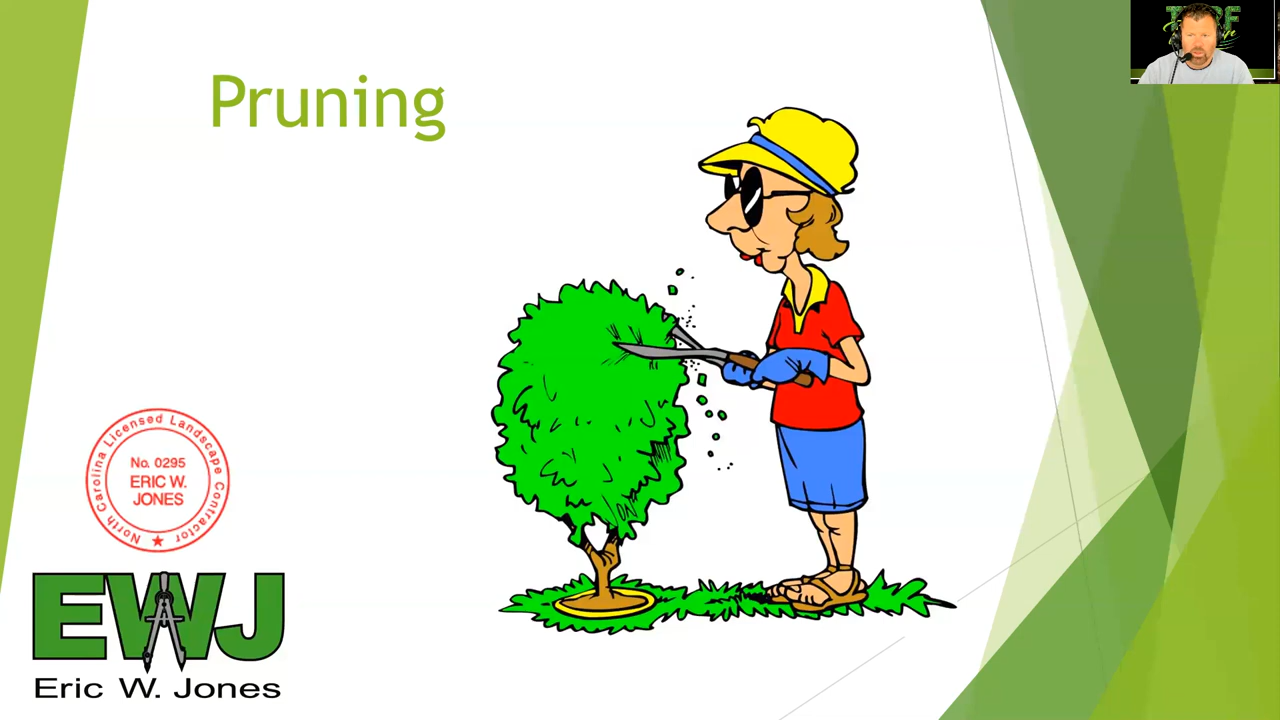 Pruning
North Carolina Licensed Landscape Contractor
No. 0295
ERIC W.
JONES
EWJ
Eric W. Jones